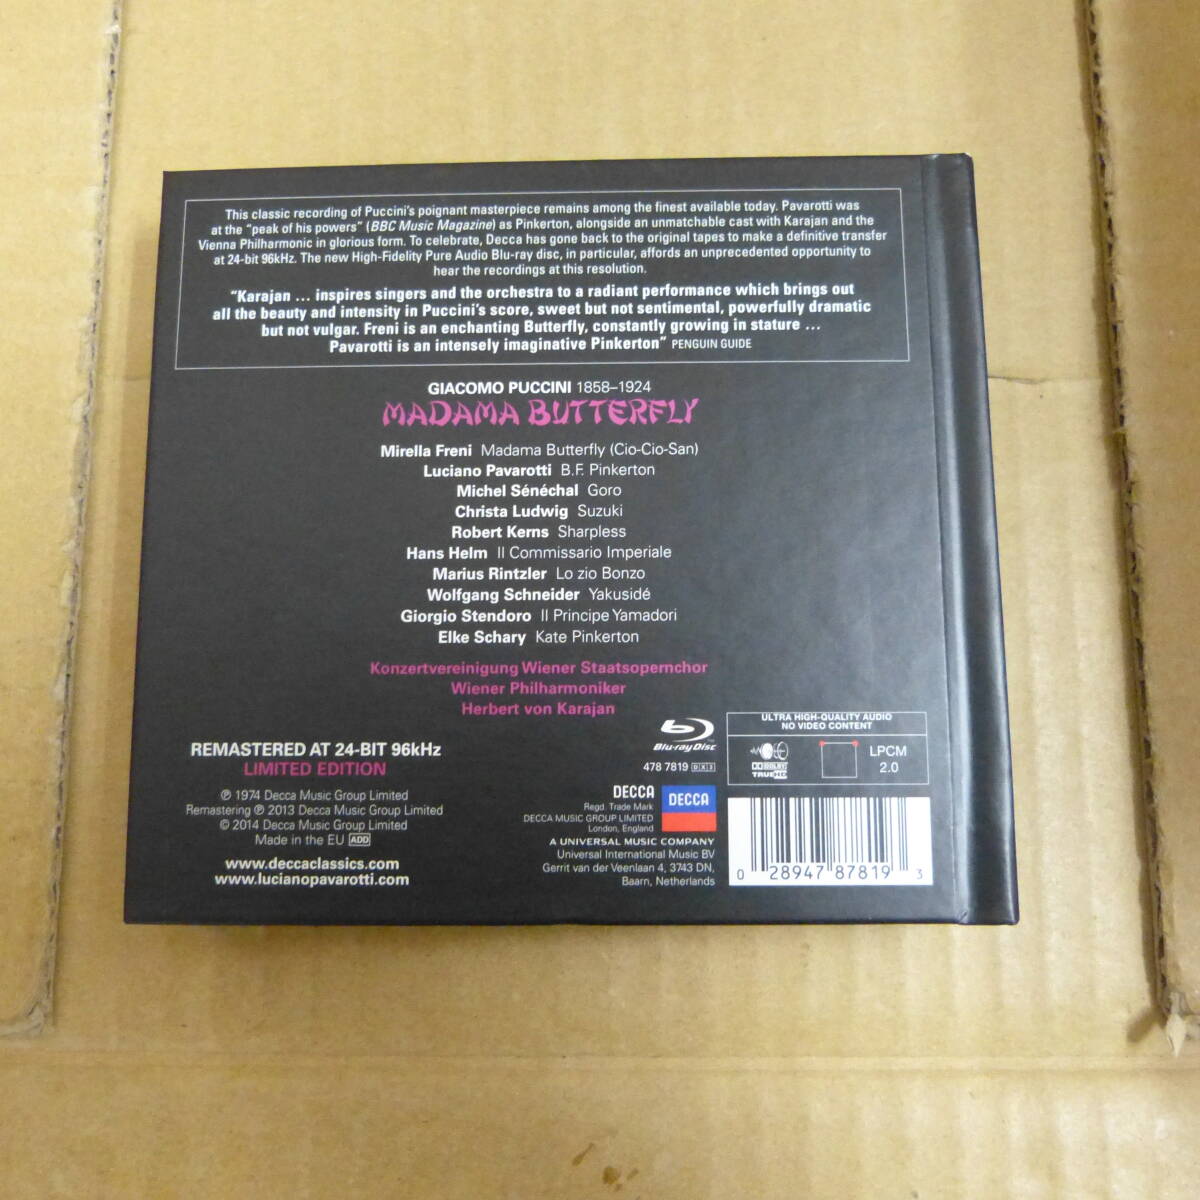 This classic recording of Puccini's poignant masterpiece remains among the finest available today. Pavarotti was
at the "peak of his powers" (BBC Music Magazine) as Pinkerton, alongside an unmatchable cast with Karajan and the
Vienna Philharmonic in glorious form. To celebrate, Decca has gone back to the original tapes to make a definitive transfer
at 24-bit 96kHz. The new High-Fidelity Pure Audio Blu-ray disc, in particular, affords an unprecedented opportunity to
hear the recordings at this resolution.
"Karajan ... inspires singers and the orchestra to a radiant performance which brings out
all the beauty and intensity in Puccini's score, sweet but not sentimental, powerfully dramatic
but not vulgar. Freni is an enchanting Butterfly, constantly growing in stature ...
Pavarotti is an intensely imaginative Pinkerton" PENGUIN GUIDE
GIACOMO PUCCINI 1858–1924
MADAMA BUTTERFLY
Mirella Freni Madama Butterfly (Cio-Cio-San)
Luciano Pavarotti B.F. Pinkerton
Michel Sénéchal Goro
Christa Ludwig Suzuki
Robert Kerns Sharpless
Hans Helm Il Commissario Imperiale
Marius Rintzler Lo zio Bonzo
Wolfgang Schneider Yakusidé
Giorgio Stendoro Il Principe Yamadori
Elke Schary Kate Pinkerton
Konzertvereinigung Wiener Staatsopernchor
Wiener Philharmoniker
Herbert von Karajan
REMASTERED AT 24-BIT 96kHz
LIMITED EDITION
℗ 1974 Decca Music Group Limited
Remastering ℗ 2013 Decca Music Group Limited
© 2014 Decca Music Group Limited
Made in the EU ADD
www.deccaclassics.com
www.lucianopavarotti.com
Blu-ray Disc
478 7819
DECCA
Regd. Trade Mark
DECCA MUSIC GROUP LIMITED
London, England
DECCA
A UNIVERSAL MUSIC COMPANY
Universal International Music BV
Gerrit van der Veenlaan 4, 3743 DN,
Baarn, Netherlands
ULTRA HIGH-QUALITY AUDIO
NO VIDEO CONTENT
DOLBY
TRUEHD
LPCM
2.0
0 28947 87819 3